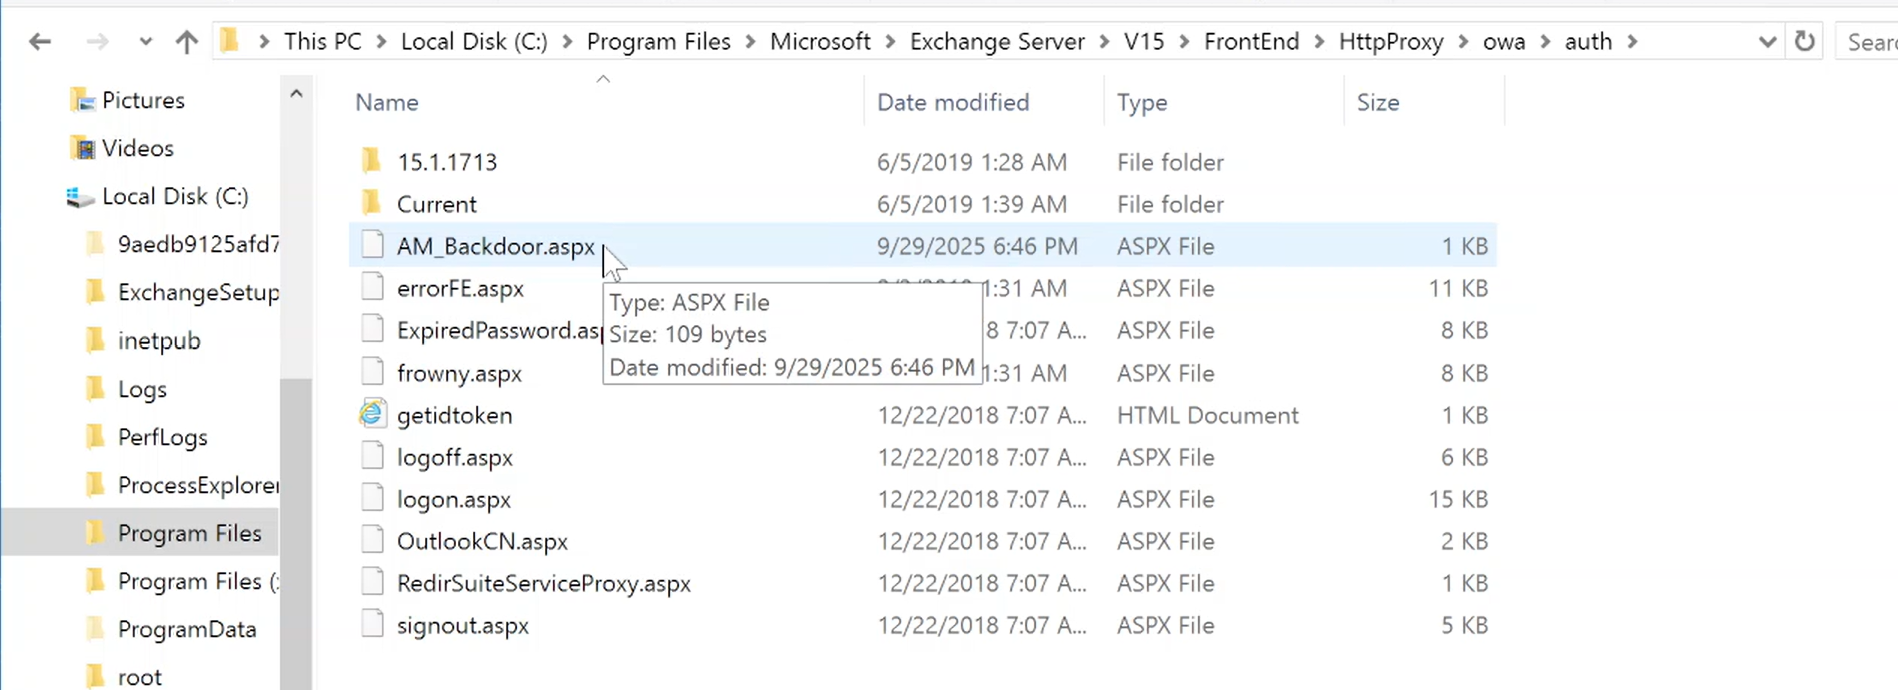 This PC Local Disk (C:) Program Files Microsoft Exchange Server V15 FrontEnd HttpProxy owa auth Sear
Pictures
Videos
Local Disk (C:)
9aedb9125afd7
ExchangeSetup
inetpub
Logs
PerfLogs
ProcessExplorer
Program Files
Program Files (
ProgramData
root
Name Date modified Type Size
15.1.1713 6/5/2019 1:28 AM File folder
Current 6/5/2019 1:39 AM File folder
AM_Backdoor.aspx 9/29/2025 6:46 PM ASPX File 1 KB
errorFE.aspx 1:31 AM ASPX File 11 KB
ExpiredPassword.asp 8 7:07 A... ASPX File 8 KB
frowny.aspx 1:31 AM ASPX File 8 KB
getidtoken 12/22/2018 7:07 A... HTML Document 1 KB
logoff.aspx 12/22/2018 7:07 A... ASPX File 6 KB
logon.aspx 12/22/2018 7:07 A... ASPX File 15 KB
OutlookCN.aspx 12/22/2018 7:07 A... ASPX File 2 KB
RedirSuiteServiceProxy.aspx 12/22/2018 7:07 A... ASPX File 1 KB
signout.aspx 12/22/2018 7:07 A... ASPX File 5 KB
Type: ASPX File
Size: 109 bytes
Date modified: 9/29/2025 6:46 PM